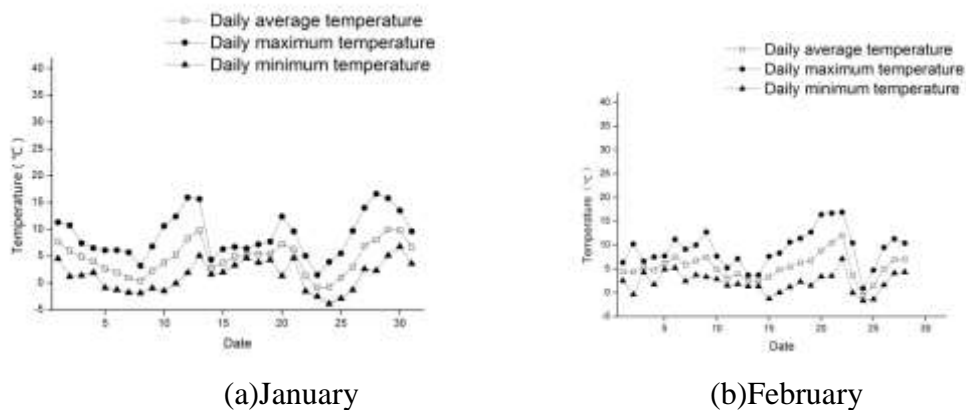 Daily average temperature
Daily maximum temperature
Daily minimum temperature
40
35
30
25
20
15
10
5
0
-5
Temperature (℃)
5
10
15
20
25
30
Date
(a)January
Daily average temperature
Daily maximum temperature
Daily minimum temperature
40
35
30
25
20
15
10
5
0
-5
Temperature (℃)
5
10
15
20
25
30
Date
(b)February